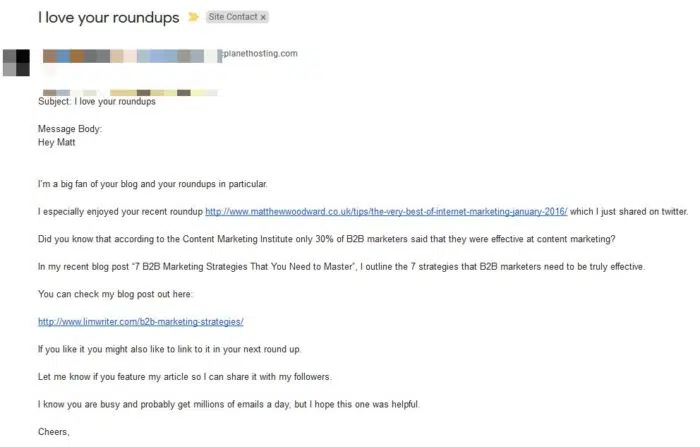 I love your roundups
Site Contact ×
planethosting.com
Subject: I love your roundups
Message Body:
Hey Matt
I'm a big fan of your blog and your roundups in particular.
I especially enjoyed your recent roundup http://www.matthewwoodward.co.uk/tips/the-very-best-of-internet-marketing-january-2016/ which I just shared on twitter.
Did you know that according to the Content Marketing Institute only 30% of B2B marketers said that they were effective at content marketing?
In my recent blog post “7 B2B Marketing Strategies That You Need to Master”, I outline the 7 strategies that B2B marketers need to be truly effective.
You can check my blog post out here:
http://www.limwriter.com/b2b-marketing-strategies/
If you like it you might also like to link to it in your next round up.
Let me know if you feature my article so I can share it with my followers.
I know you are busy and probably get millions of emails a day, but I hope this one was helpful.
Cheers,